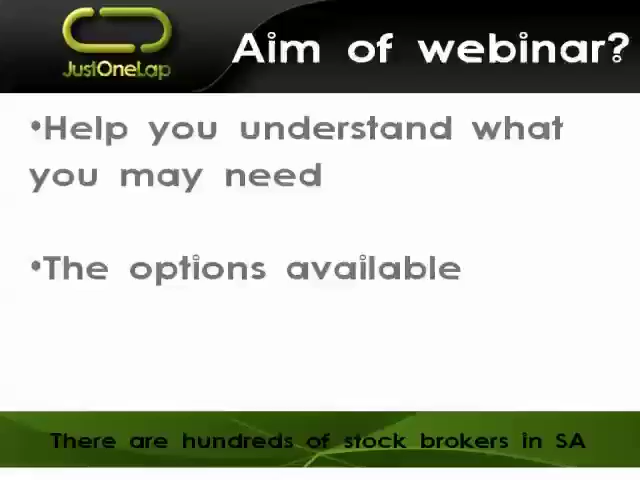 JustOneLap
Aim of webinar?
•Help you understand what
you may need
•The options available
There are hundreds of stock brokers in SA